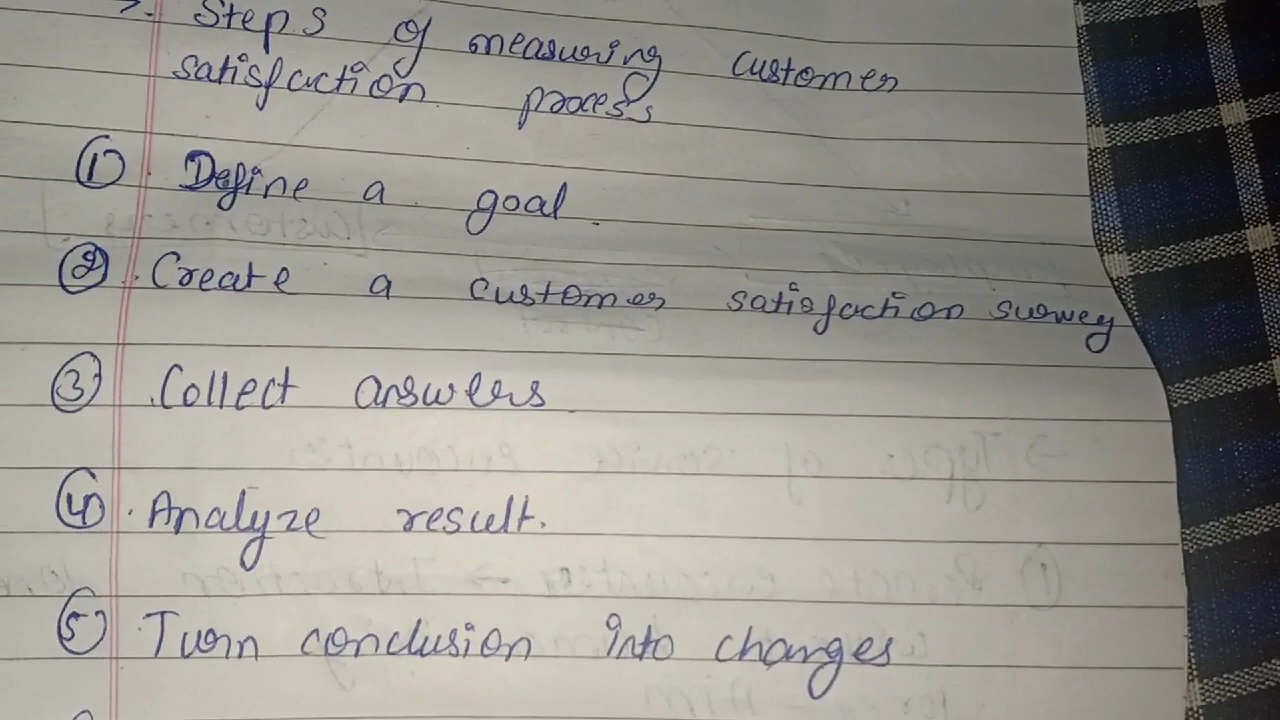 Steps of measuring customer
satisfaction process
① Define a goal.
② Create a customer satisfaction survey
③ Collect answers
④ Analyze result.
⑤ Turn conclusion into changes